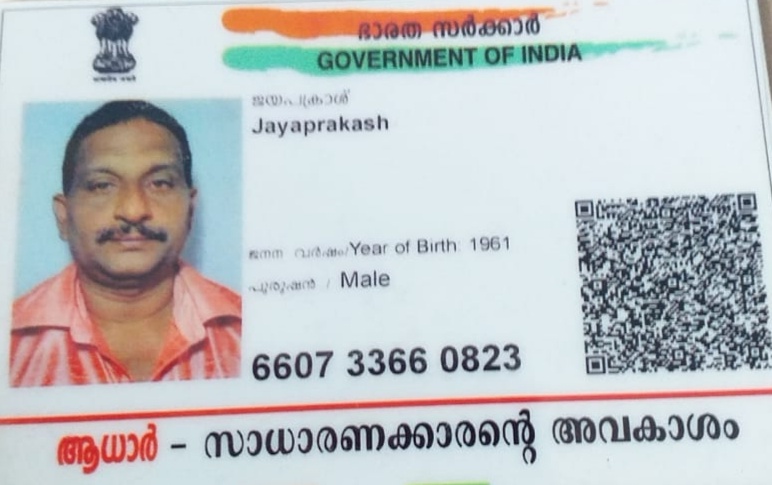 ഭാരത സർക്കാർ
GOVERNMENT OF INDIA
ജയപ്രകാശ്
Jayaprakash
ജനന വർഷം/Year of Birth: 1961
പുരുഷൻ / Male
6607 3366 0823
ആധാർ – സാധാരണക്കാരന്റെ അവകാശം